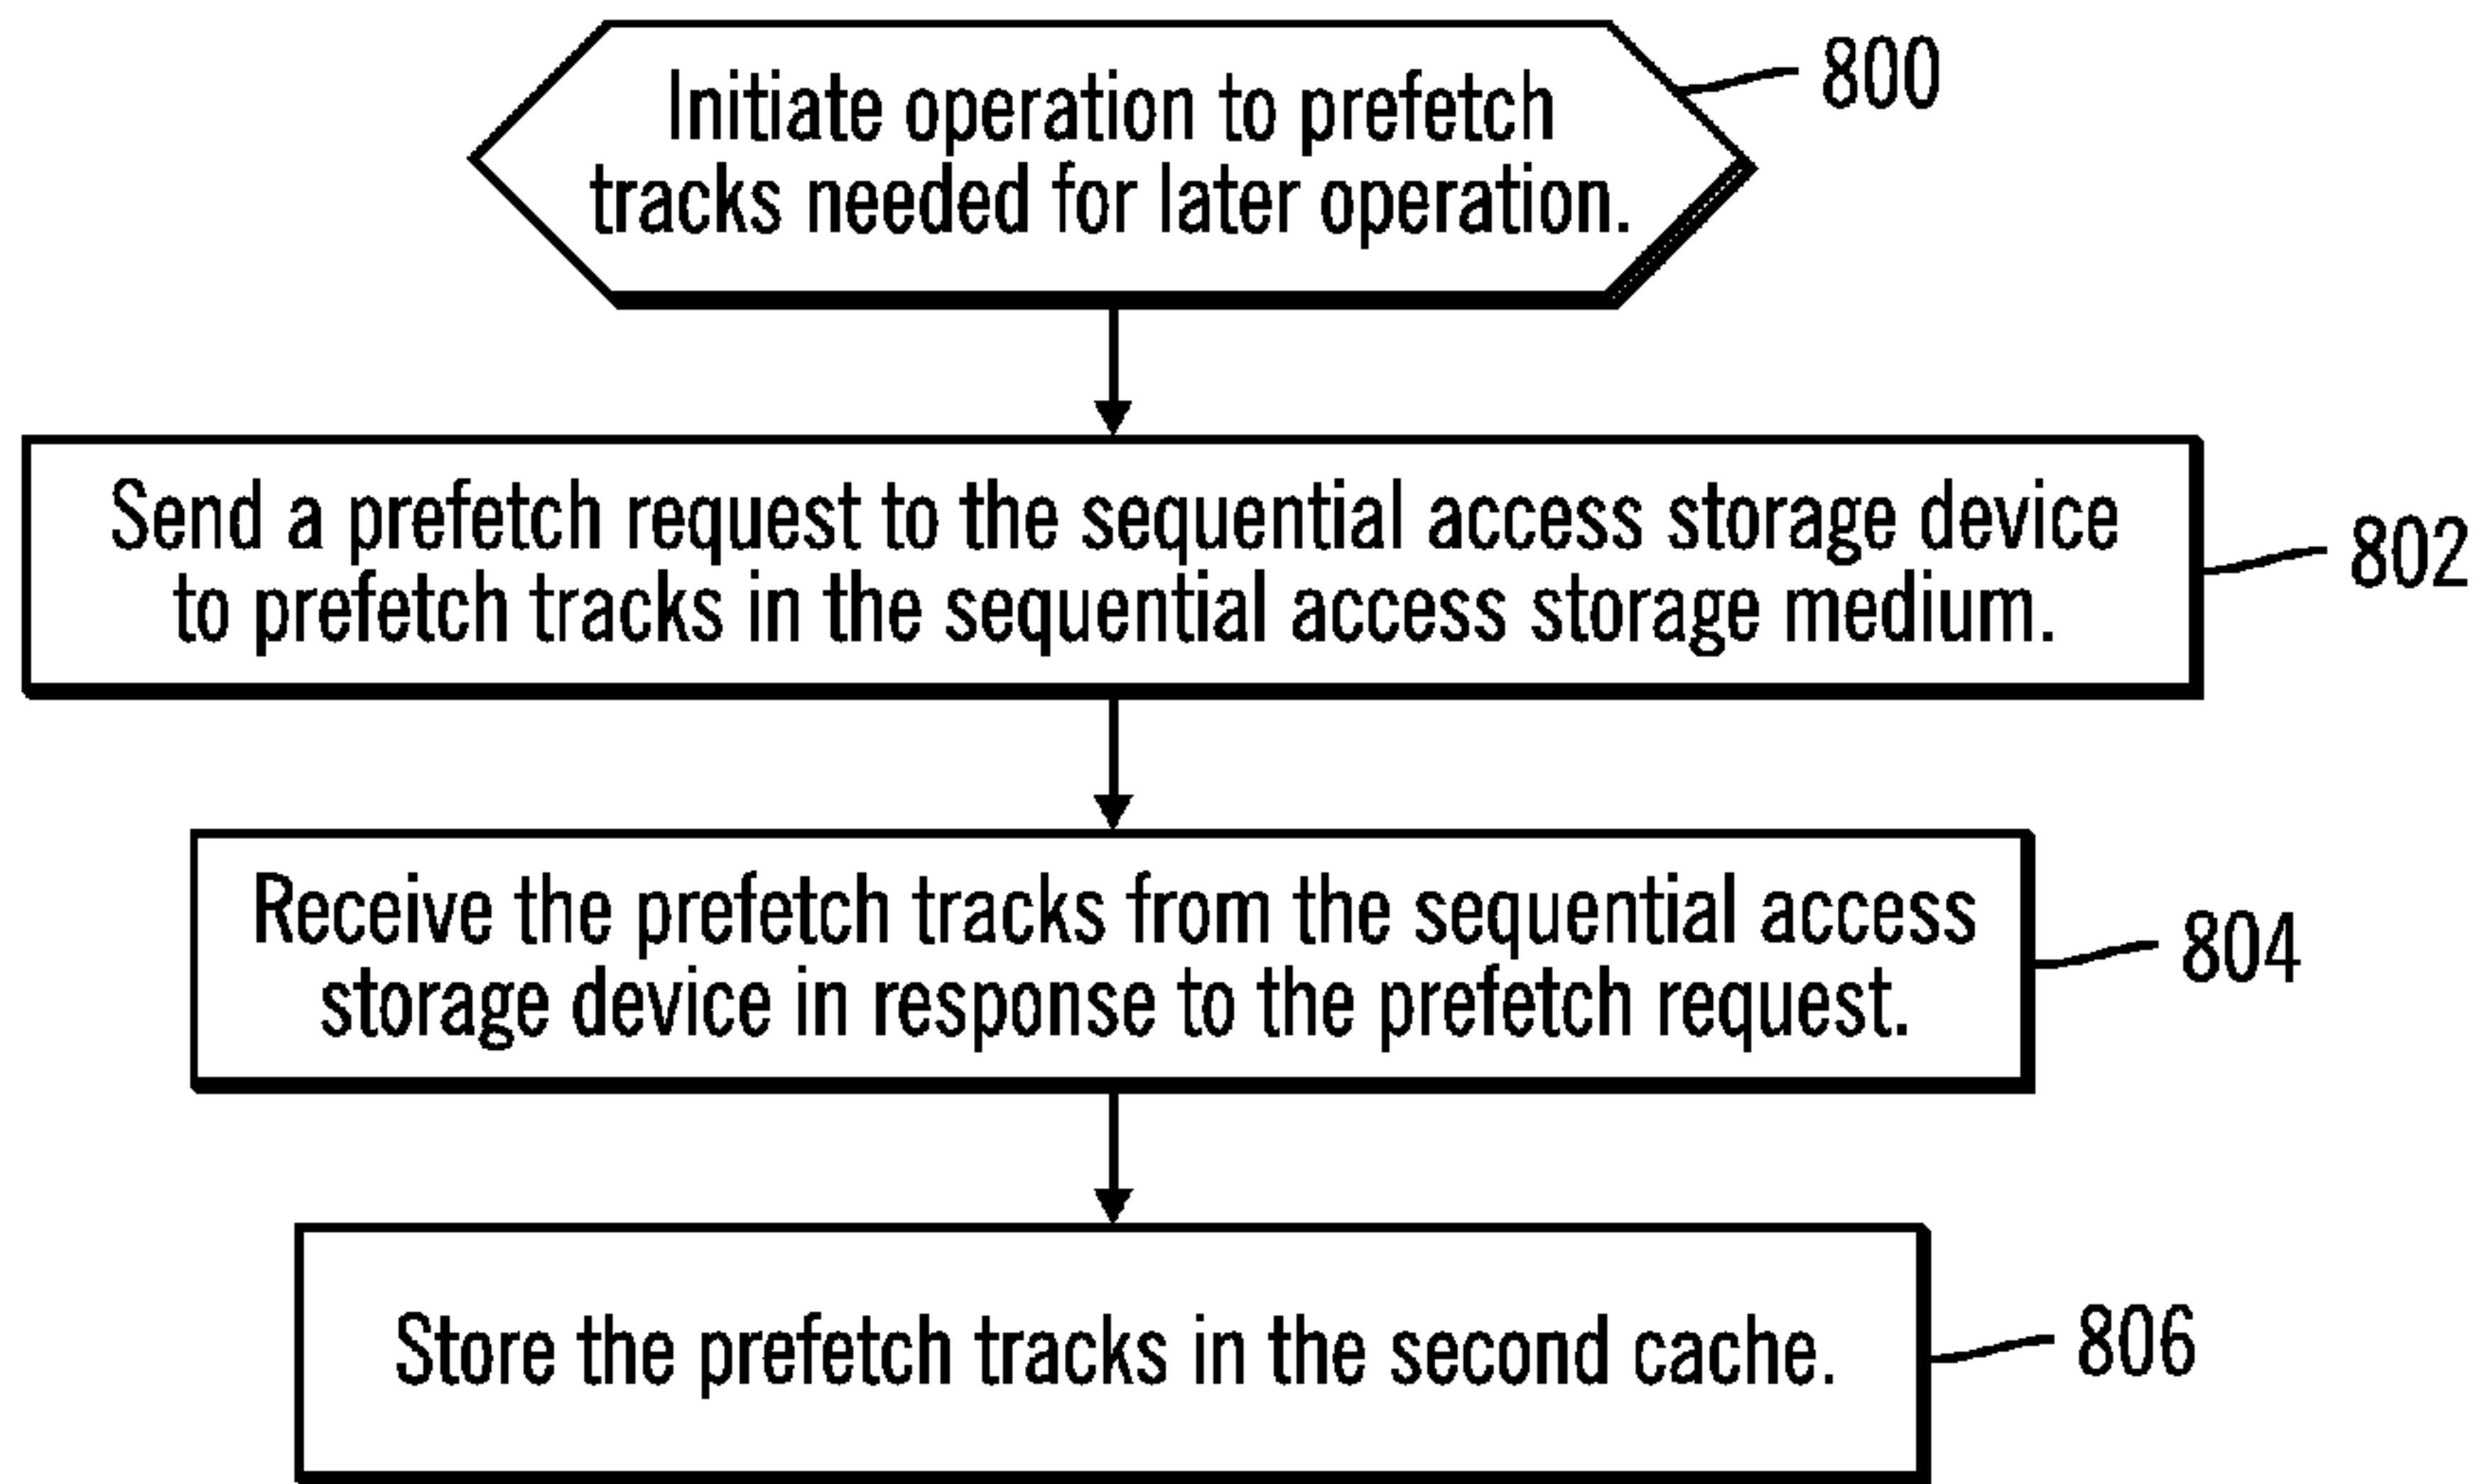 Initiate operation to prefetch
tracks needed for later operation.
800
Send a prefetch request to the sequential access storage device
to prefetch tracks in the sequential access storage medium.
802
Receive the prefetch tracks from the sequential access
storage device in response to the prefetch request.
804
Store the prefetch tracks in the second cache.
806